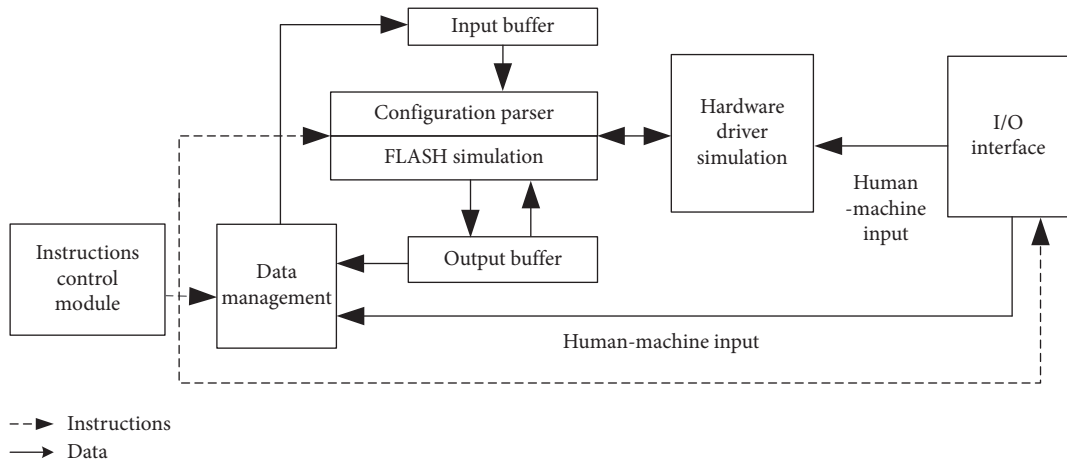 Input buffer
Configuration parser
FLASH simulation
Output buffer
Hardware
driver
simulation
I/O
interface
Human
-machine
input
Instructions
control
module
Data
management
Human-machine input
Instructions
Data